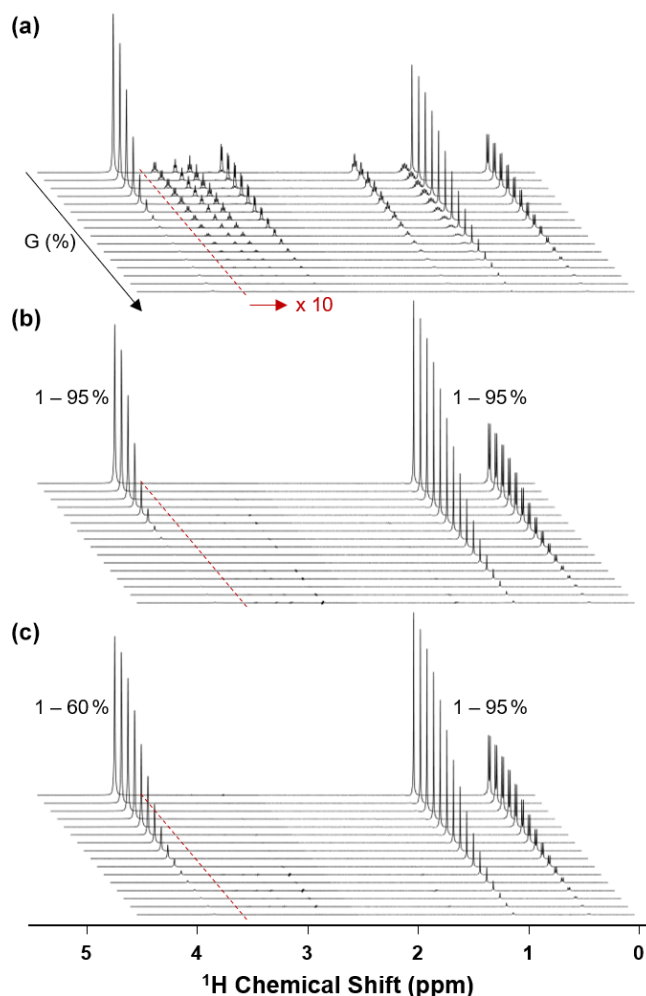 (a)
G (%)
x 10
(b)
1 – 95 %
1 – 95 %
(c)
1 – 60 %
1 – 95 %
5 4 3 2 1 0
¹H Chemical Shift (ppm)